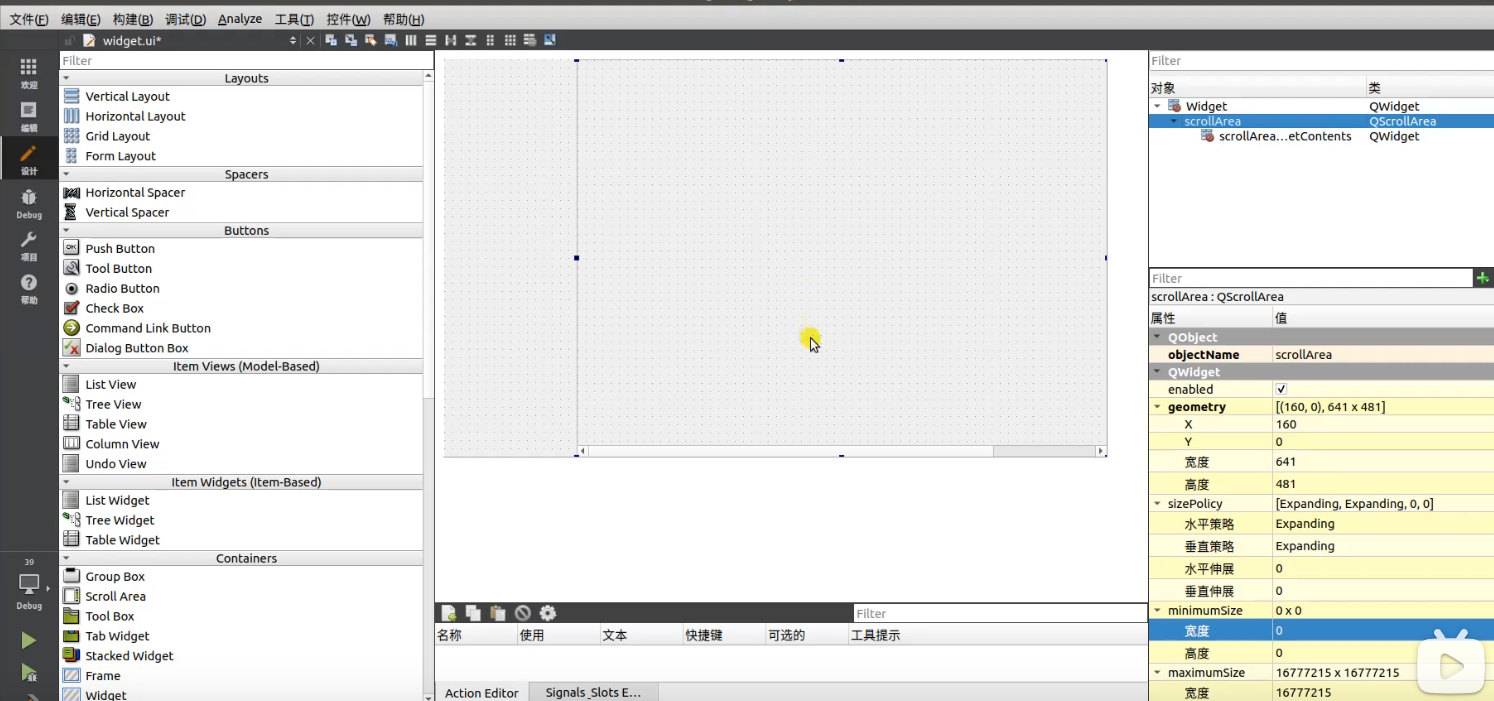 文件(F) 编辑(E) 构建(B) 调试(D) Analyze 工具(T) 控件(W) 帮助(H)
widget.ui*
欢迎
编辑
设计
Debug
项目
帮助
39
Debug
Filter
Layouts
Vertical Layout
Horizontal Layout
Grid Layout
Form Layout
Spacers
Horizontal Spacer
Vertical Spacer
Buttons
OK Push Button
Tool Button
Radio Button
Check Box
Command Link Button
Dialog Button Box
Item Views (Model-Based)
List View
Tree View
Table View
Column View
Undo View
Item Widgets (Item-Based)
List Widget
Tree Widget
Table Widget
Containers
Group Box
Scroll Area
Tool Box
Tab Widget
Stacked Widget
Frame
Widget
Filter
名称 使用 文本 快捷键 可选的 工具提示
Action Editor Signals_Slots E...
Filter
对象 类
Widget QWidget
scrollArea QScrollArea
scrollArea...etContents QWidget
Filter
scrollArea : QScrollArea
属性 值
QObject
objectName scrollArea
QWidget
enabled
geometry [(160, 0), 641 x 481]
X 160
Y 0
宽度 641
高度 481
sizePolicy [Expanding, Expanding, 0, 0]
水平策略 Expanding
垂直策略 Expanding
水平伸展 0
垂直伸展 0
minimumSize 0 x 0
宽度 0
高度 0
maximumSize 16777215 x 16777215
宽度 16777215